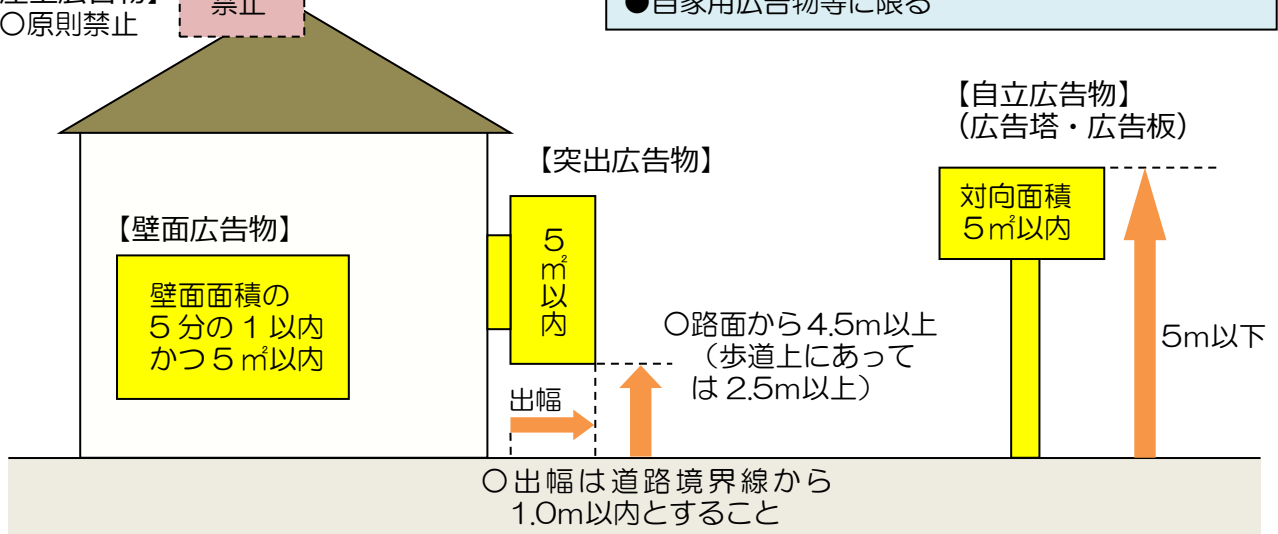 ○原則禁止
禁止
●自家用広告物等に限る
【自立広告物】
（広告塔・広告板）
【突出広告物】
対向面積
５㎡以内
【壁面広告物】
５㎡以内
壁面面積の
５分の１以内
かつ５㎡以内
○路面から4.5m以上
（歩道上にあって
は2.5m以上）
5m以下
出幅
○出幅は道路境界線から
1.0m以内とすること